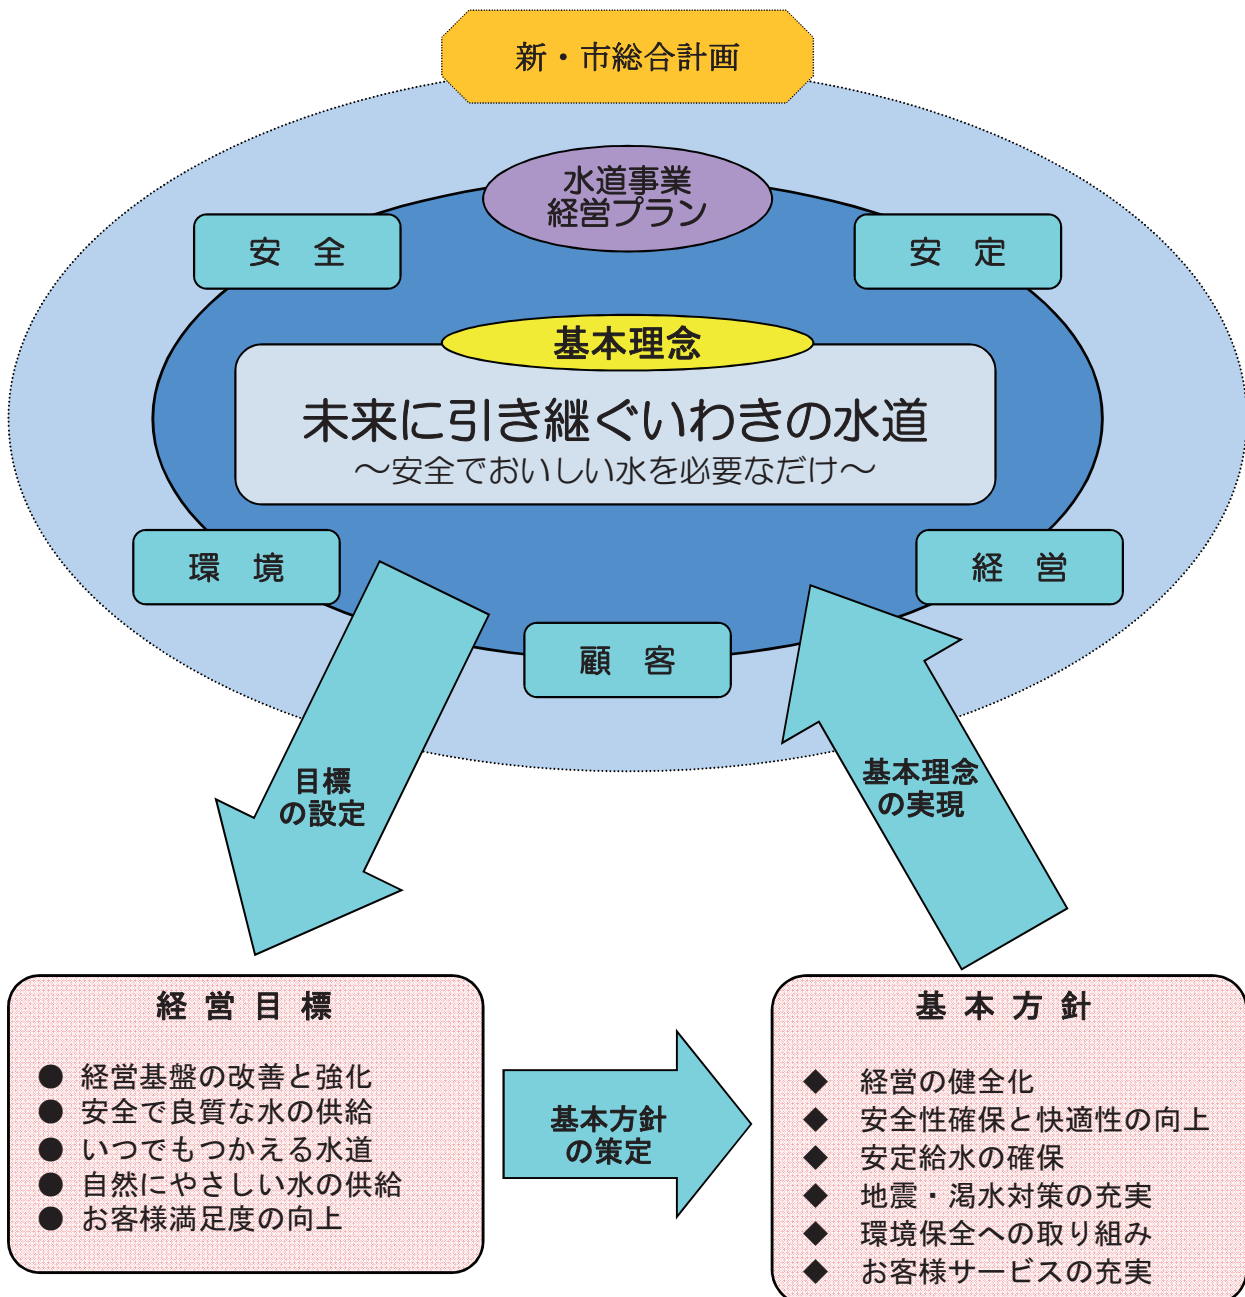 新・市総合計画
水道事業
経営プラン
安　全
安　定
基本理念
未来に引き継ぐいわきの水道
～安全でおいしい水を必要なだけ～
環　境
経　営
顧　客
目標
の設定
基本理念
の実現
経 営 目 標
● 経営基盤の改善と強化
● 安全で良質な水の供給
● いつでもつかえる水道
● 自然にやさしい水の供給
● お客様満足度の向上
基本方針
の策定
基 本 方 針
◆ 経営の健全化
◆ 安全性確保と快適性の向上
◆ 安定給水の確保
◆ 地震・渇水対策の充実
◆ 環境保全への取り組み
◆ お客様サービスの充実